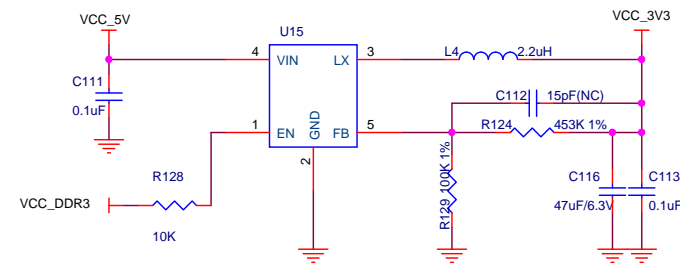 VCC_5V
VCC_3V3
U15
4
VIN
LX
3
L4
2.2uH
C111
0.1uF
C112
15pF(NC)
1
EN
GND
FB
5
R124
453K 1%
2
R129 100K 1%
R128
VCC_DDR3
10K
C116
C113
47uF/6.3V
0.1uF